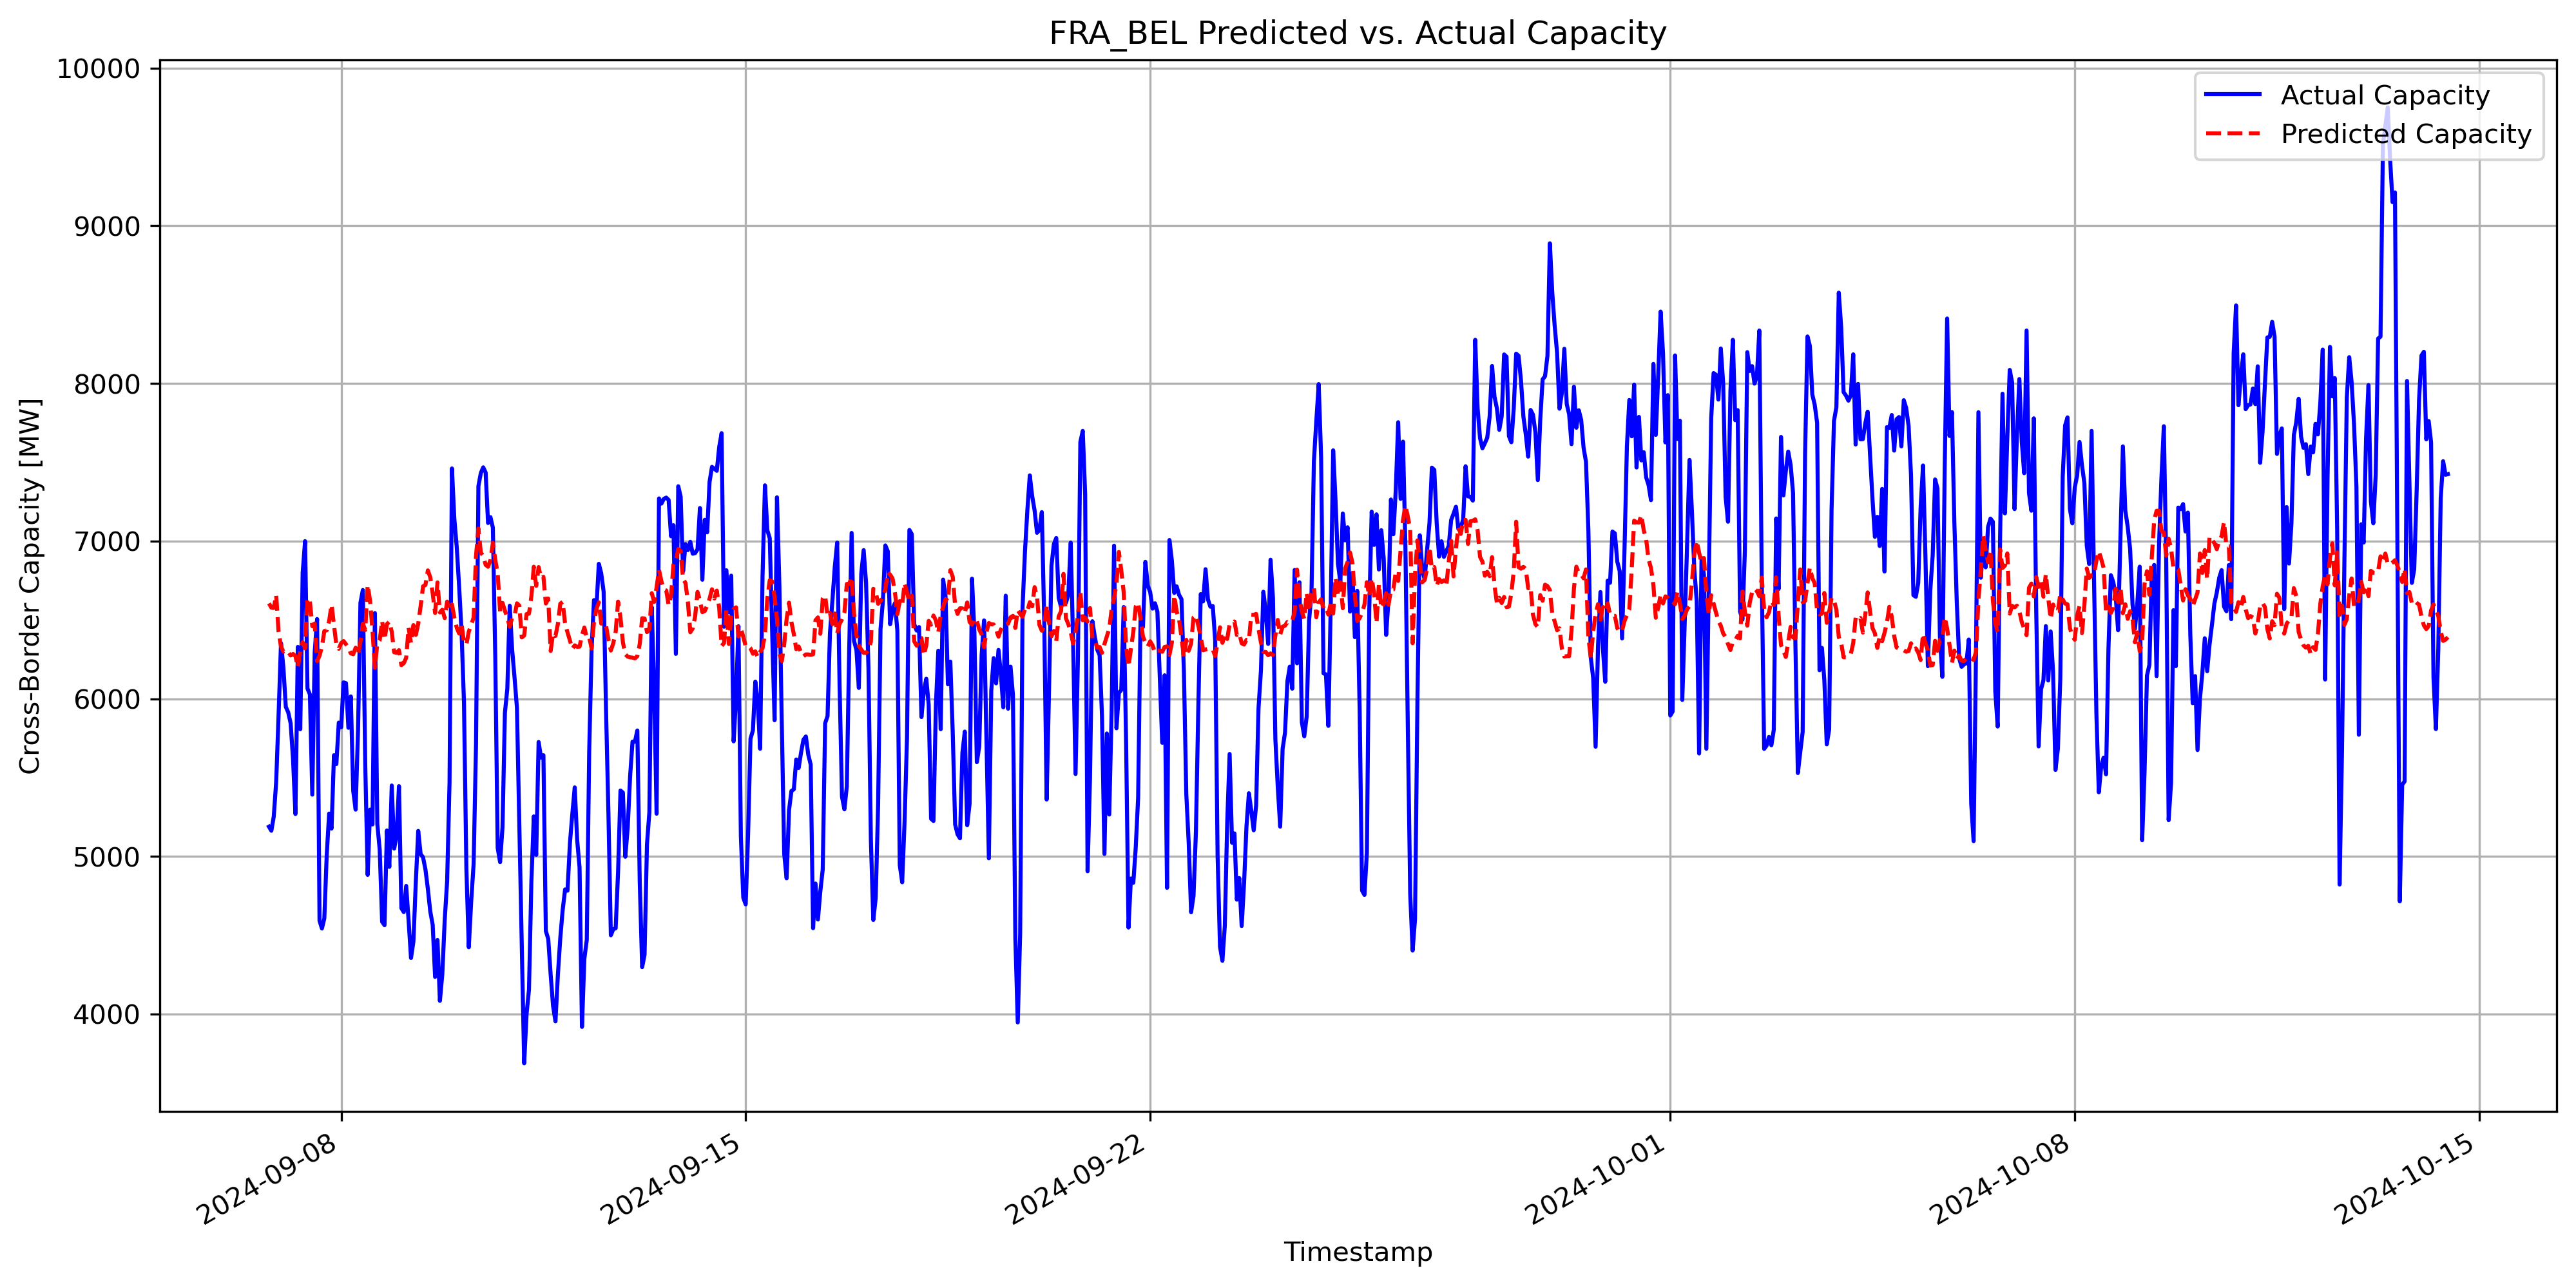 FRA_BEL Predicted vs. Actual Capacity
Actual Capacity
Predicted Capacity
Cross-Border Capacity [MW]
10000
9000
8000
7000
6000
5000
4000
2024-09-08
2024-09-15
2024-09-22
2024-10-01
2024-10-08
2024-10-15
Timestamp